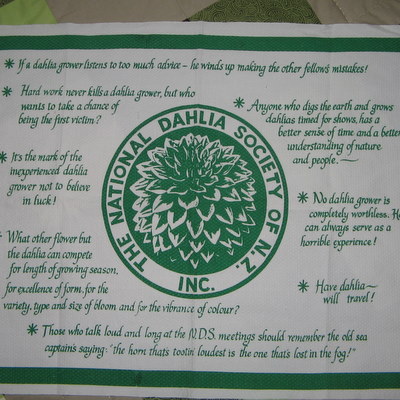 * If a dahlia grower listens to too much advice - he winds up making the other fellow's mistakes!
* Hard work never kills a dahlia grower, but who
wants to take a chance of
being the first victim?
* Anyone who digs the earth and grows
dahlias timed for shows, has a
better sense of time and a better
understanding of nature
and people. —
* It's the mark of the
inexperienced dahlia
grower not to believe
in luck!
THE NATIONAL DAHLIA SOCIETY OF N.Z.
INC.
* No dahlia grower is
completely worthless. He
can always serve as a
horrible experience!
* What other flower but
the dahlia can compete
for length of growing season,
for excellence of form, for the
variety, type and size of bloom and for the vibrance of colour?
* Have dahlia —
will travel!
* Those who talk loud and long at the N.D.S. meetings should remember the old sea
captain's saying: "the horn that's tootin' loudest is the one that's lost in the fog!"